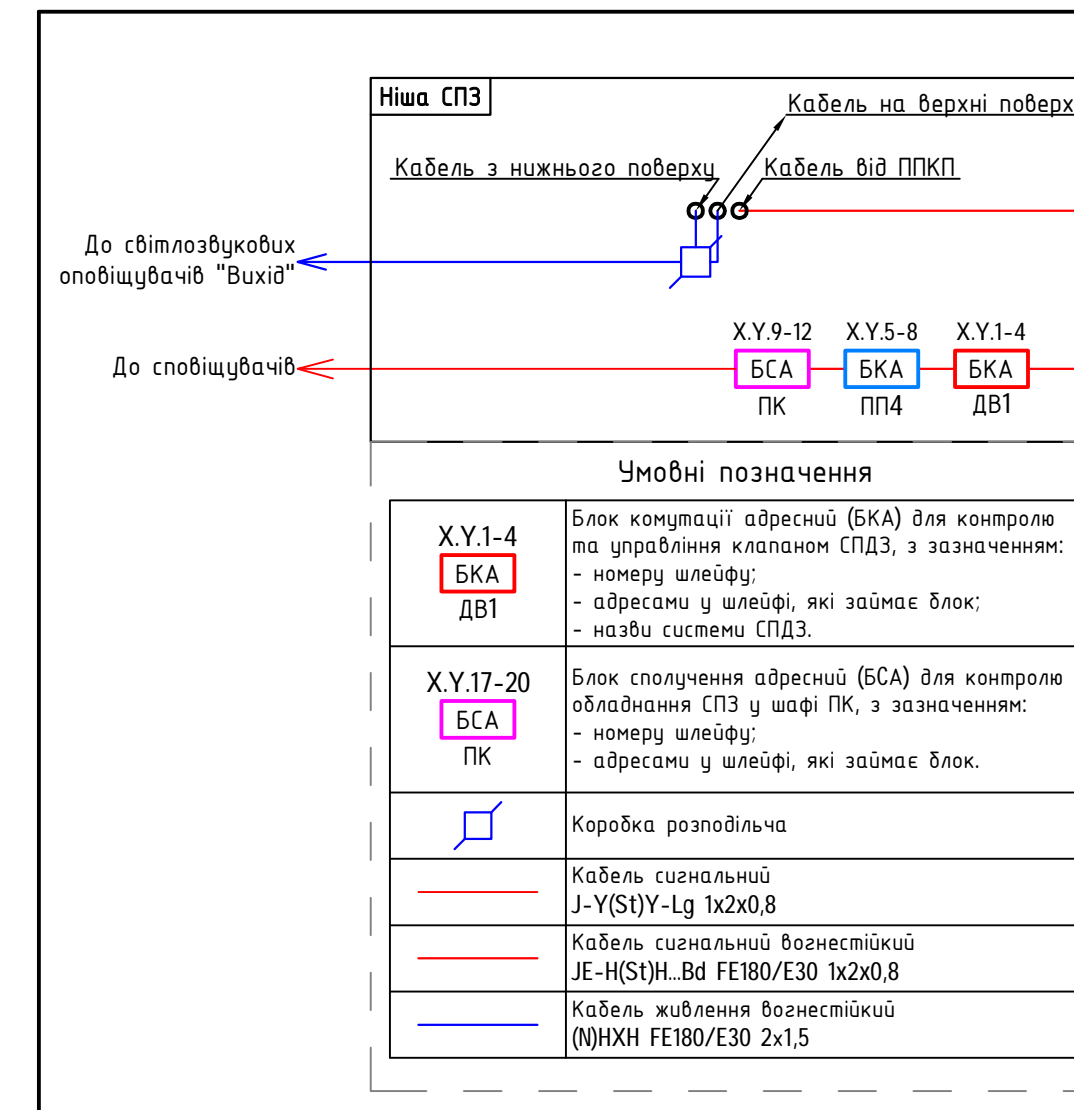 Ніша СПЗ
Кабель на верхні поверх
Кабель з нижнього поверху
Кабель від ППКП
До світлозвукових
оповіщувачів "Вихід"
До сповіщувачів
X.Y.9-12
X.Y.5-8
X.Y.1-4
БСА
БКА
БКА
ПК
ПП4
ДВ1
Умовні позначення
X.Y.1-4
БКА
ДВ1
Блок комутації адресний (БКА) для контролю
та управління клапаном СПДЗ, з зазначенням:
- номеру шлейфу;
- адресами у шлейфі, які займає блок;
- назви системи СПДЗ.
X.Y.17-20
БСА
ПК
Блок сполучення адресний (БСА) для контролю
обладнання СПЗ у шафі ПК, з зазначенням:
- номеру шлейфу;
- адресами у шлейфі, які займає блок.
Коробка розподільча
Кабель сигнальний
J-Y(St)Y-Lg 1x2x0,8
Кабель сигнальний вогнестійкий
JE-H(St)H...Bd FE180/E30 1x2x0,8
Кабель живлення вогнестійкий
(N)HXH FE180/E30 2x1,5